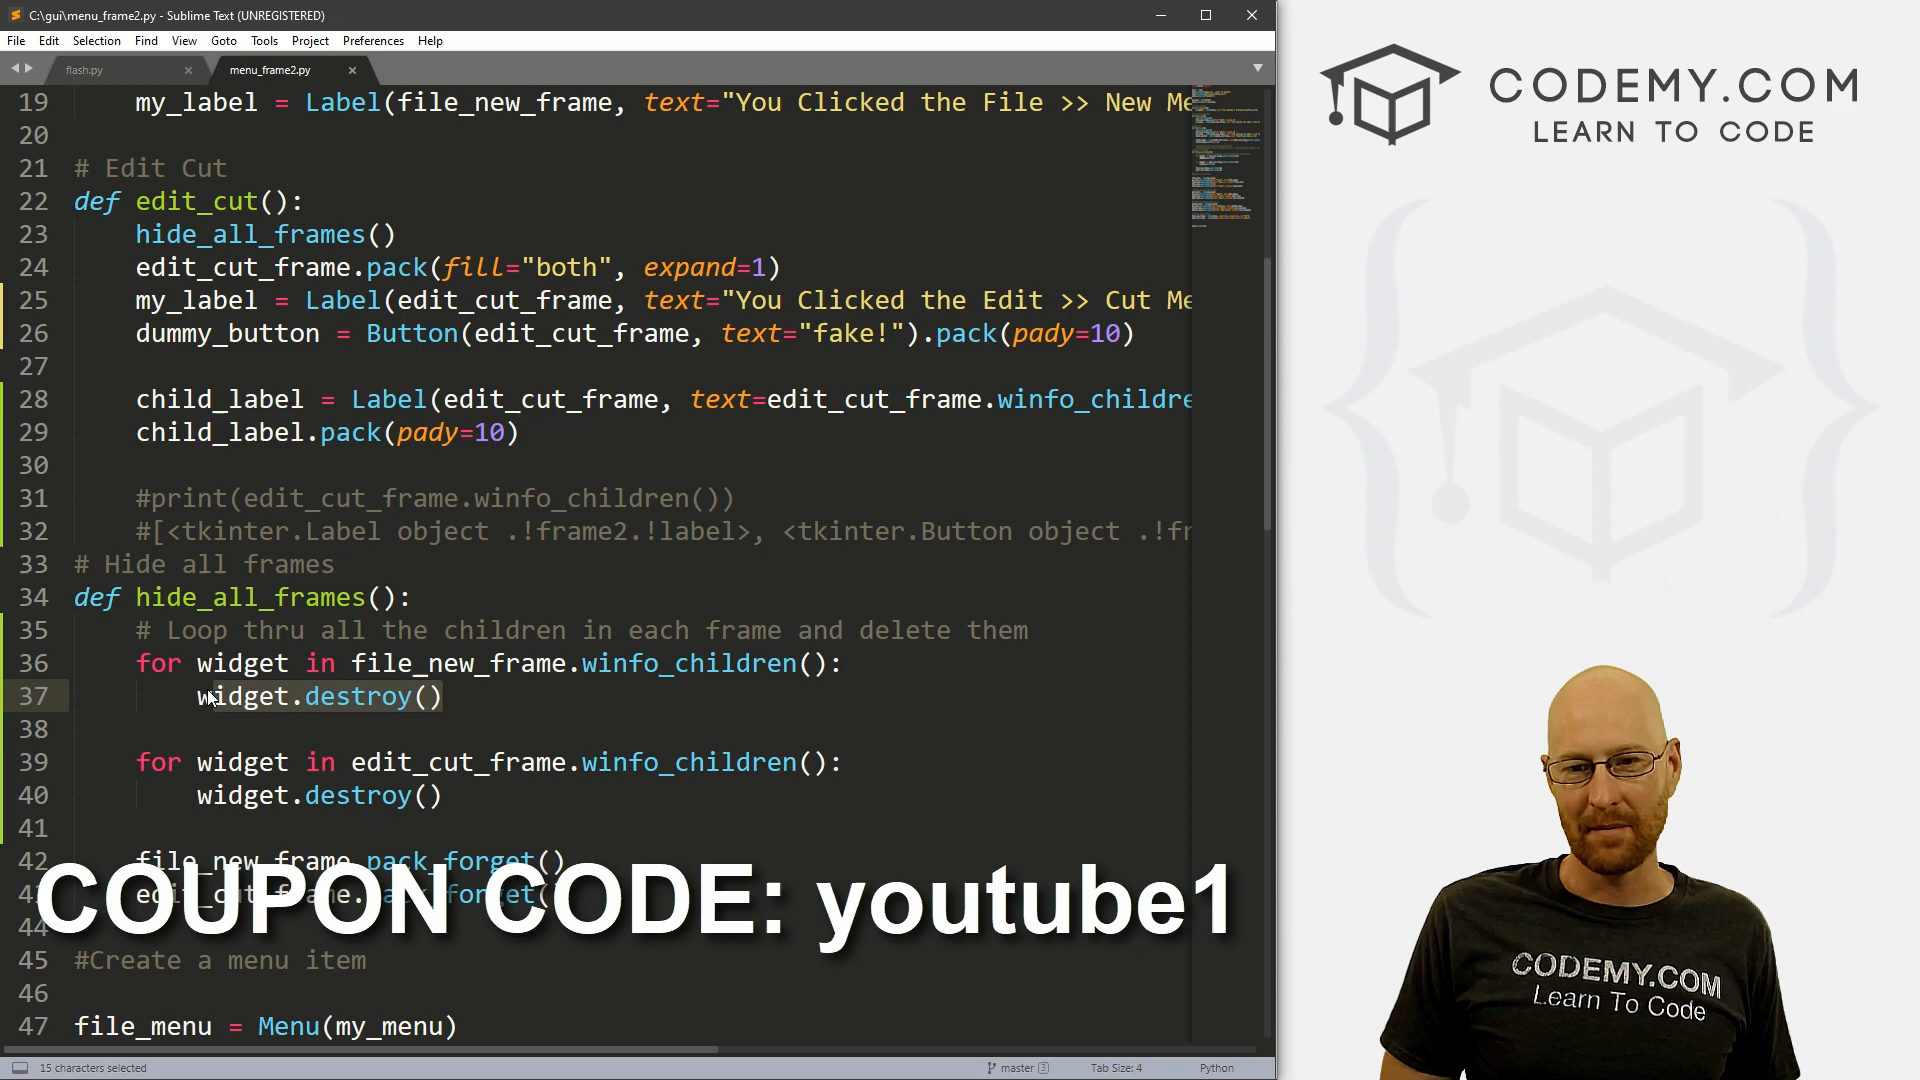 C:\gui\menu_frame2.py - Sublime Text (UNREGISTERED)
File Edit Selection Find View Goto Tools Project Preferences Help
flash.py menu_frame2.py
19 my_label = Label(file_new_frame, text="You Clicked the File >> New Me
20
21 # Edit Cut
22 def edit_cut():
23 hide_all_frames()
24 edit_cut_frame.pack(fill="both", expand=1)
25 my_label = Label(edit_cut_frame, text="You Clicked the Edit >> Cut Me
26 dummy_button = Button(edit_cut_frame, text="fake!").pack(pady=10)
27
28 child_label = Label(edit_cut_frame, text=edit_cut_frame.winfo_childre
29 child_label.pack(pady=10)
30
31 #print(edit_cut_frame.winfo_children())
32 #[<tkinter.Label object .!frame2.!label>, <tkinter.Button object .!fr
33 # Hide all frames
34 def hide_all_frames():
35 # Loop thru all the children in each frame and delete them
36 for widget in file_new_frame.winfo_children():
37 widget.destroy()
38
39 for widget in edit_cut_frame.winfo_children():
40 widget.destroy()
41
42 file_new_frame.pack_forget()
43 edit_cut_frame.pack_forget()
44
COUPON CODE: youtube1
45 #Create a menu item
46
47 file_menu = Menu(my_menu)
15 characters selected master 3 Tab Size: 4 Python
CODEMY.COM
LEARN TO CODE
CODEMY.COM
Learn To Code